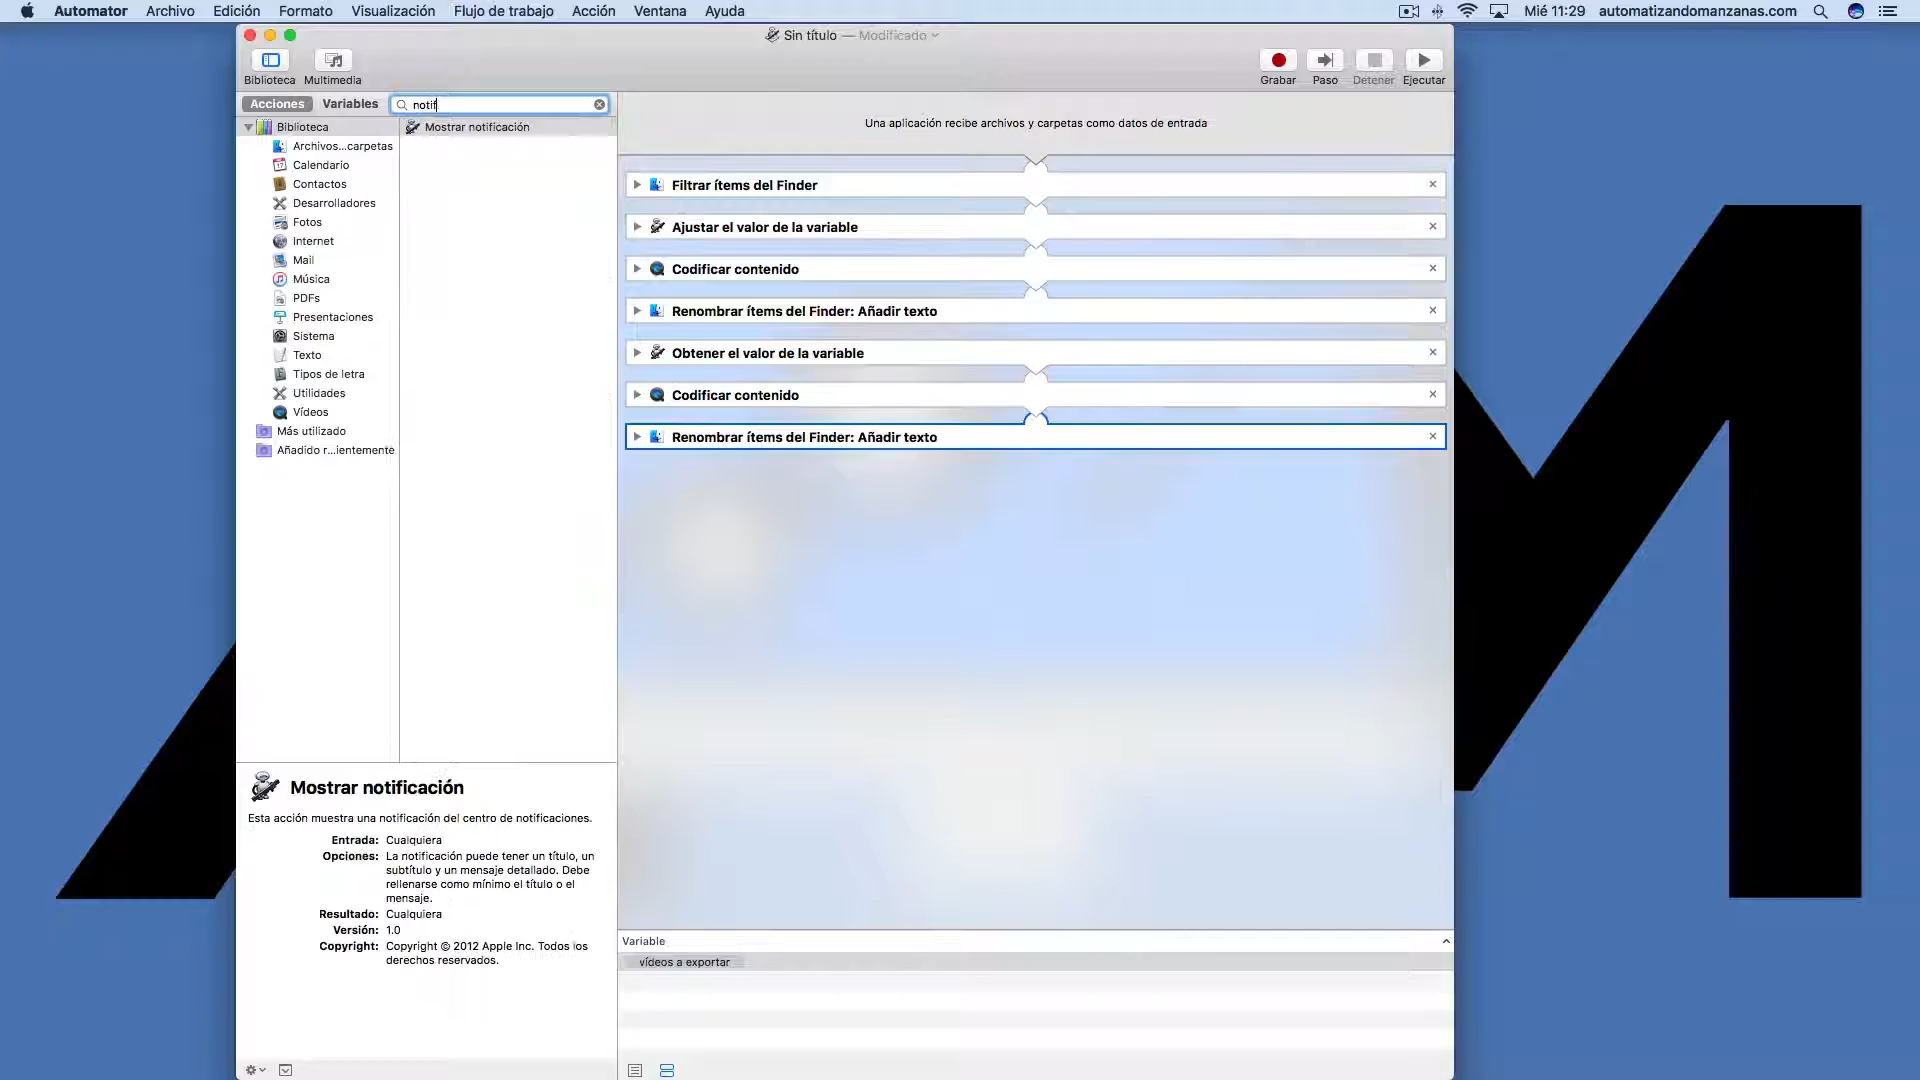 Automator Archivo Edición Formato Visualización Flujo de trabajo Acción Ventana Ayuda Mié 11:29 automatizandomanzanas.com
Sin título — Modificado
Biblioteca Multimedia Grabar Paso Detener Ejecutar
Acciones Variables notif
Biblioteca
Archivos...carpetas
Calendario
Contactos
Desarrolladores
Fotos
Internet
Mail
Música
PDFs
Presentaciones
Sistema
Texto
Tipos de letra
Utilidades
Vídeos
Más utilizado
Añadido r...ientemente
Mostrar notificación
Una aplicación recibe archivos y carpetas como datos de entrada
Filtrar ítems del Finder
Ajustar el valor de la variable
Codificar contenido
Renombrar ítems del Finder: Añadir texto
Obtener el valor de la variable
Codificar contenido
Renombrar ítems del Finder: Añadir texto
Mostrar notificación
Esta acción muestra una notificación del centro de notificaciones.
Entrada: Cualquiera
Opciones: La notificación puede tener un título, un
subtítulo y un mensaje detallado. Debe
rellenarse como mínimo el título o el
mensaje.
Resultado: Cualquiera
Versión: 1.0
Copyright: Copyright © 2012 Apple Inc. Todos los
derechos reservados.
Variable
vídeos a exportar